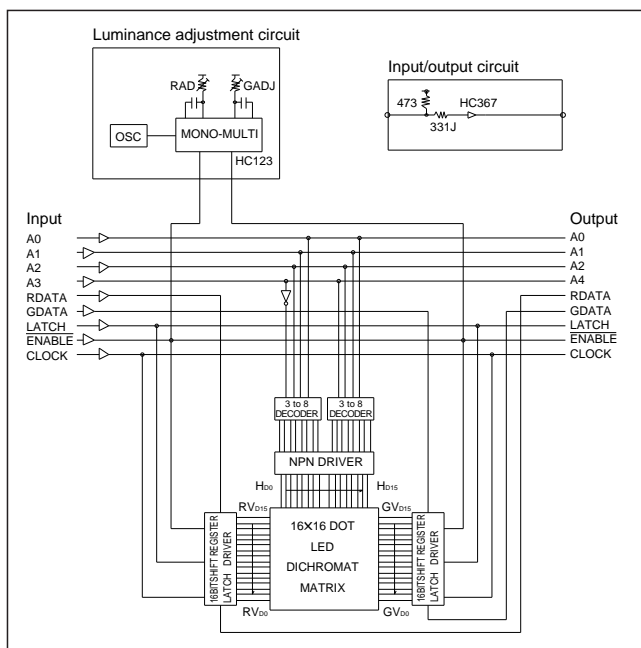 Luminance adjustment circuit
RAD
GADJ
OSC
MONO-MULTI
HC123
Input/output circuit
473
331J
HC367
Input
Output
A0
A0
A1
A1
A2
A2
A3
A4
RDATA
RDATA
GDATA
GDATA
LATCH
LATCH
ENABLE
ENABLE
CLOCK
CLOCK
3 to 8
DECODER
3 to 8
DECODER
NPN DRIVER
HD0
HD15
RVD15
GVD15
16BITSHIFT REGISTER
LATCH DRIVER
16×16 DOT
LED
DICHROMAT
MATRIX
16BITSHIFT REGISTER
LATCH DRIVER
RVD0
GVD0